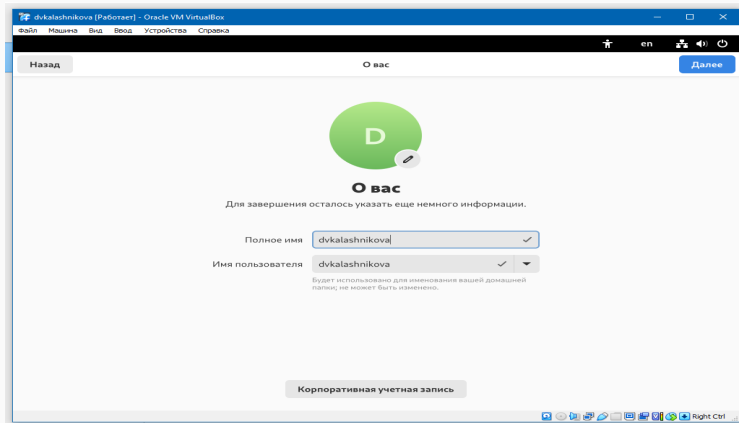 dvkalashnikova [Работает] - Oracle VM VirtualBox
Файл Машина Вид Ввод Устройства Справка
en
Назад О вас Далее
D
О вас
Для завершения осталось указать еще немного информации.
Полное имя dvkalashnikova
Имя пользователя dvkalashnikova
Будет использовано для именования вашей домашней
папки; не может быть изменено.
Корпоративная учетная запись
Right Ctrl